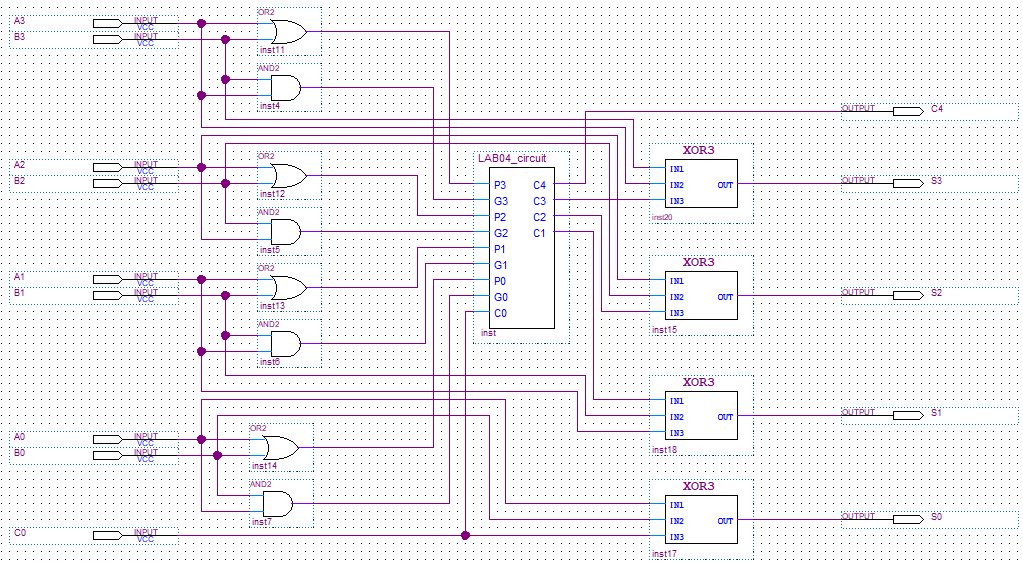 A3 INPUT VCC
B3 INPUT VCC
OR2
inst11
AND2
inst4
OUTPUT C4
A2 INPUT VCC
B2 INPUT VCC
OR2
inst12
AND2
inst5
LAB04_circuit
P3 C4
G3 C3
P2 C2
G2 C1
P1
G1
P0
G0
C0
inst
XOR3
IN1
IN2 OUT
IN3
inst20
OUTPUT S3
A1 INPUT VCC
B1 INPUT VCC
OR2
inst13
AND2
inst6
XOR3
IN1
IN2 OUT
IN3
inst15
OUTPUT S2
XOR3
IN1
IN2 OUT
IN3
inst18
OUTPUT S1
A0 INPUT VCC
B0 INPUT VCC
OR2
inst14
AND2
inst7
C0 INPUT VCC
XOR3
IN1
IN2 OUT
IN3
inst17
OUTPUT S0